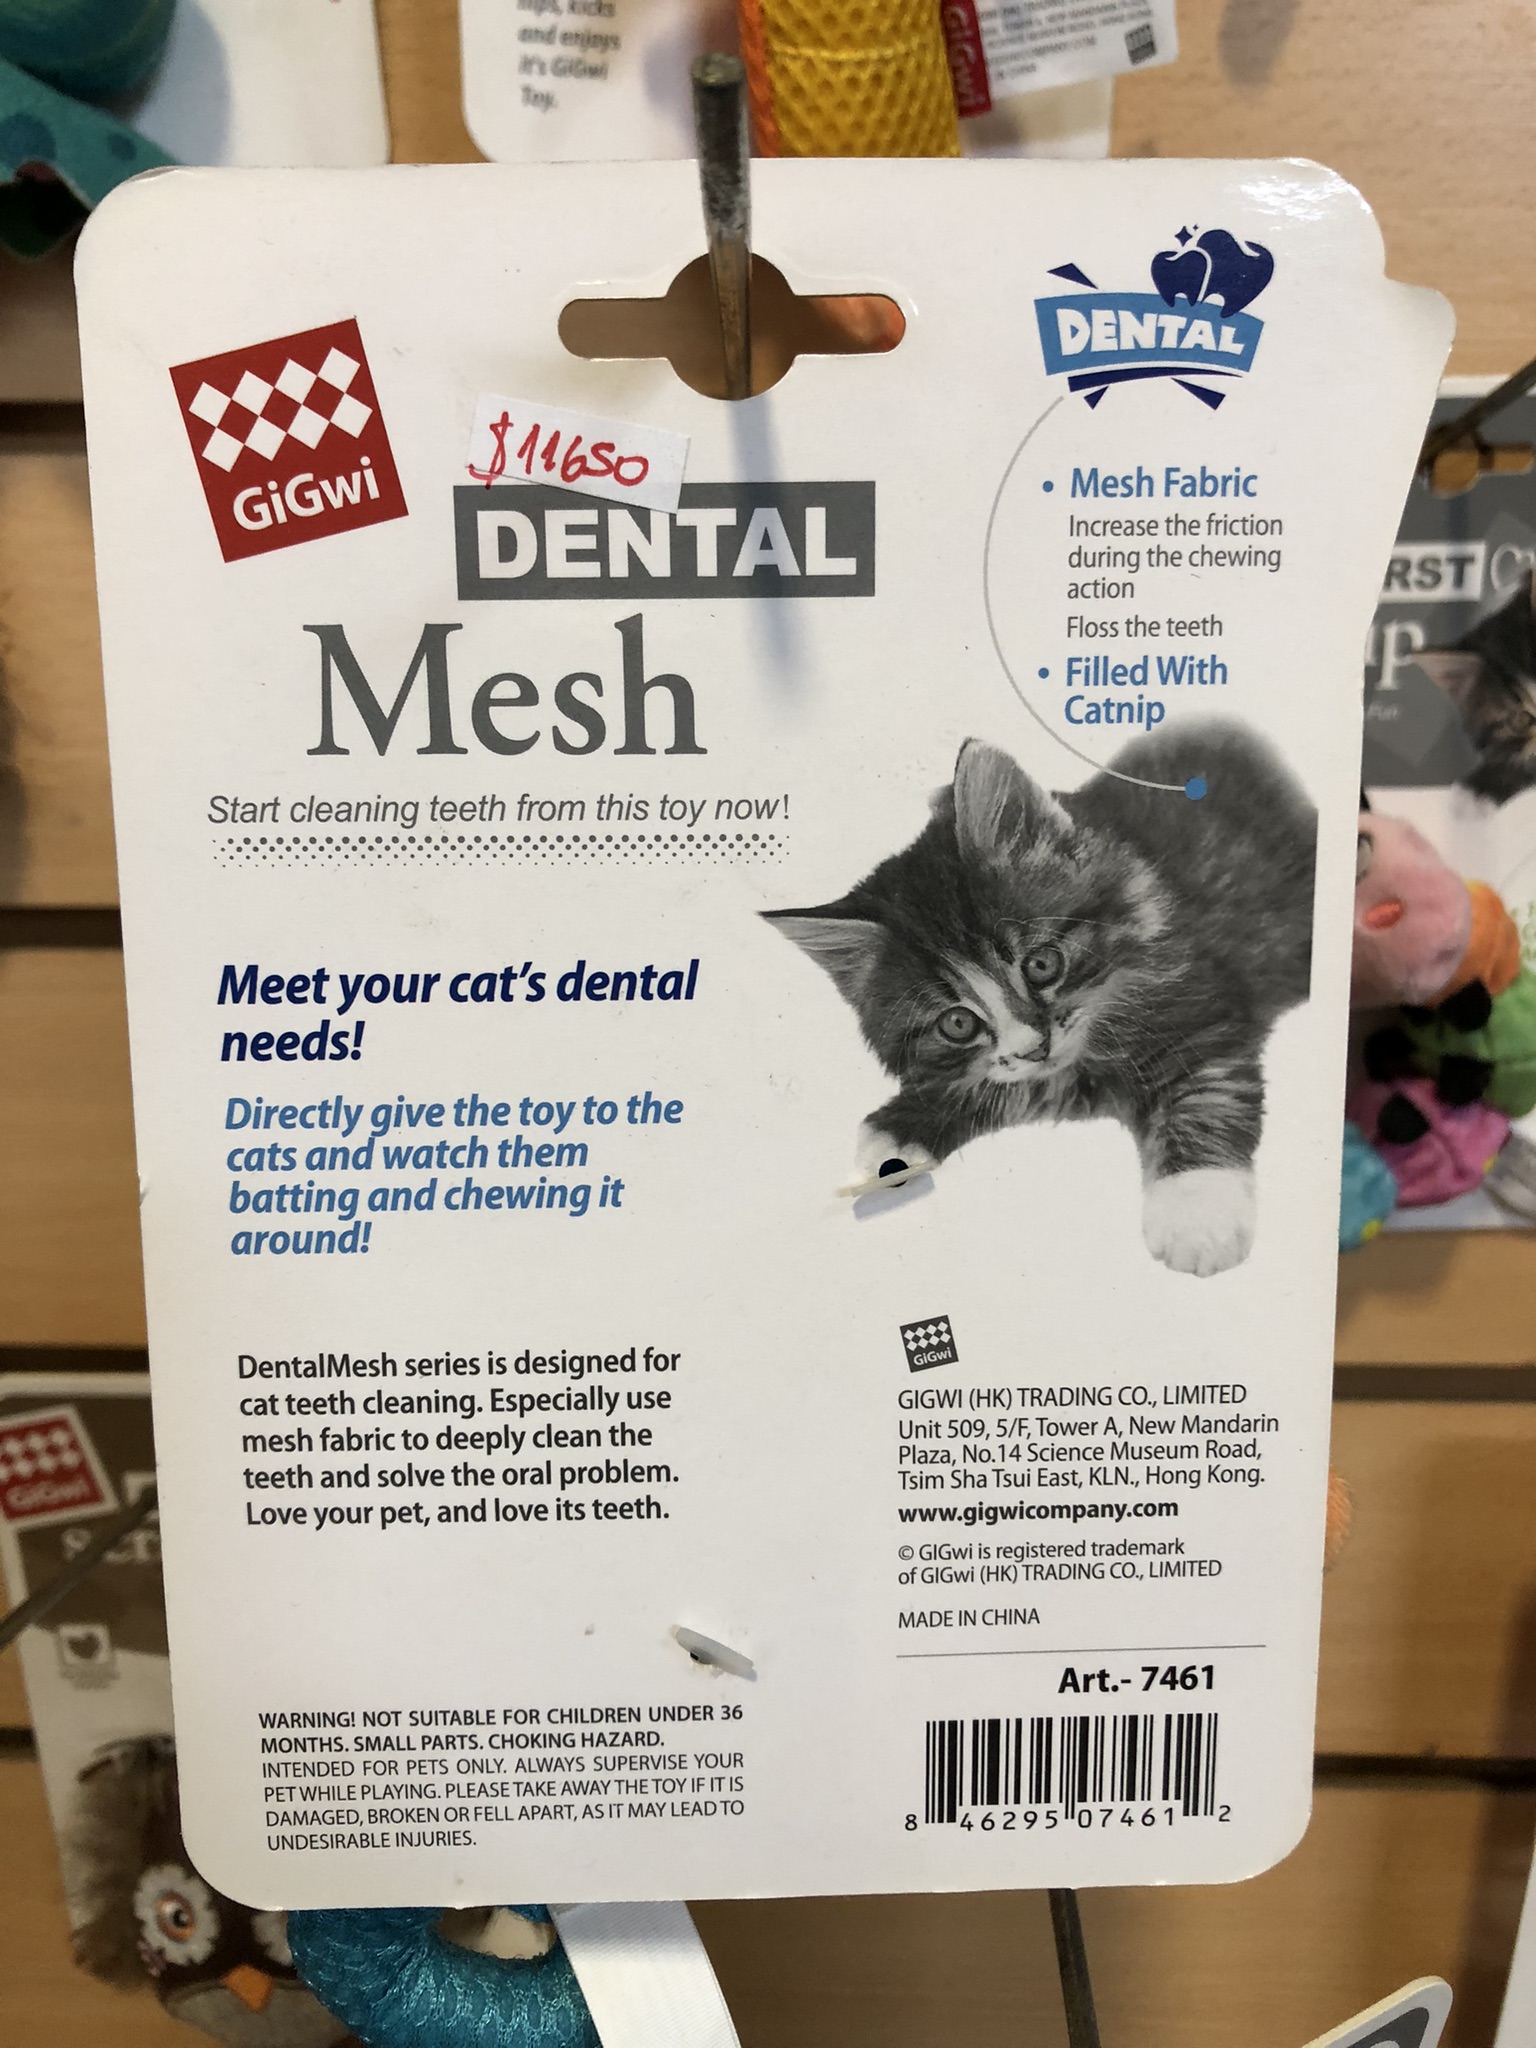 and enjoys
it's GiGwi
Toy.
GiGwi
GiGwi
$11650
DENTAL
Mesh
Start cleaning teeth from this toy now!
DENTAL
• Mesh Fabric
Increase the friction
during the chewing
action
Floss the teeth
• Filled With
Catnip
RST
Meet your cat's dental
needs!
Directly give the toy to the
cats and watch them
batting and chewing it
around!
DentalMesh series is designed for
cat teeth cleaning. Especially use
mesh fabric to deeply clean the
teeth and solve the oral problem.
Love your pet, and love its teeth.
GiGwi
GIGWI (HK) TRADING CO., LIMITED
Unit 509, 5/F, Tower A, New Mandarin
Plaza, No.14 Science Museum Road,
Tsim Sha Tsui East, KLN., Hong Kong.
www.gigwicompany.com
© GIGwi is registered trademark
of GIGwi (HK) TRADING CO., LIMITED
MADE IN CHINA
Art.- 7461
8 46295 07461 2
WARNING! NOT SUITABLE FOR CHILDREN UNDER 36
MONTHS. SMALL PARTS. CHOKING HAZARD.
INTENDED FOR PETS ONLY. ALWAYS SUPERVISE YOUR
PET WHILE PLAYING. PLEASE TAKE AWAY THE TOY IF IT IS
DAMAGED, BROKEN OR FELL APART, AS IT MAY LEAD TO
UNDESIRABLE INJURIES.
GiGwi